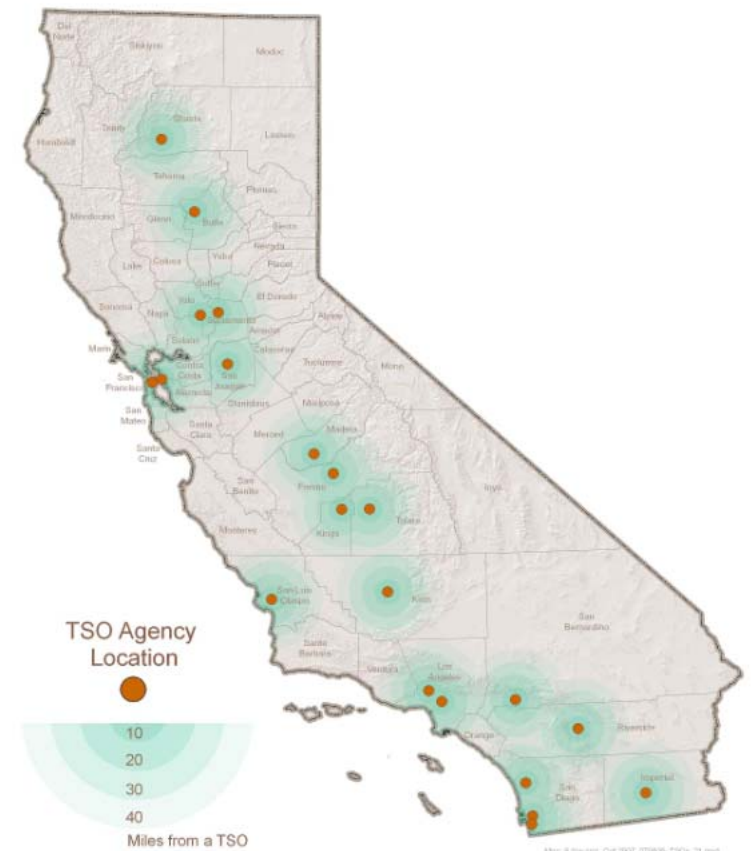 Del
Norte
Siskiyou
Modoc
Shasta
Trinity
Humboldt
Lassen
Tehama
Plumas
Mendocino
Glenn
Butte
Sierra
Nevada
Lake
Colusa
Yuba
Placer
Sutter
El Dorado
Sonoma
Napa
Yolo
Sacramento
Alpine
Amador
Solano
Marin
Calaveras
Contra
Costa
San
Joaquin
Tuolumne
Mono
San
Francisco
Alameda
Stanislaus
Mariposa
San
Mateo
Santa
Clara
Merced
Madera
Santa
Cruz
San
Benito
Fresno
Inyo
Monterey
Kings
Tulare
San Luis
Obispo
Kern
San
Bernardino
Santa
Barbara
Ventura
Los
Angeles
Orange
Riverside
San
Diego
Imperial
TSO Agency
Location
10
20
30
40
Miles from a TSO